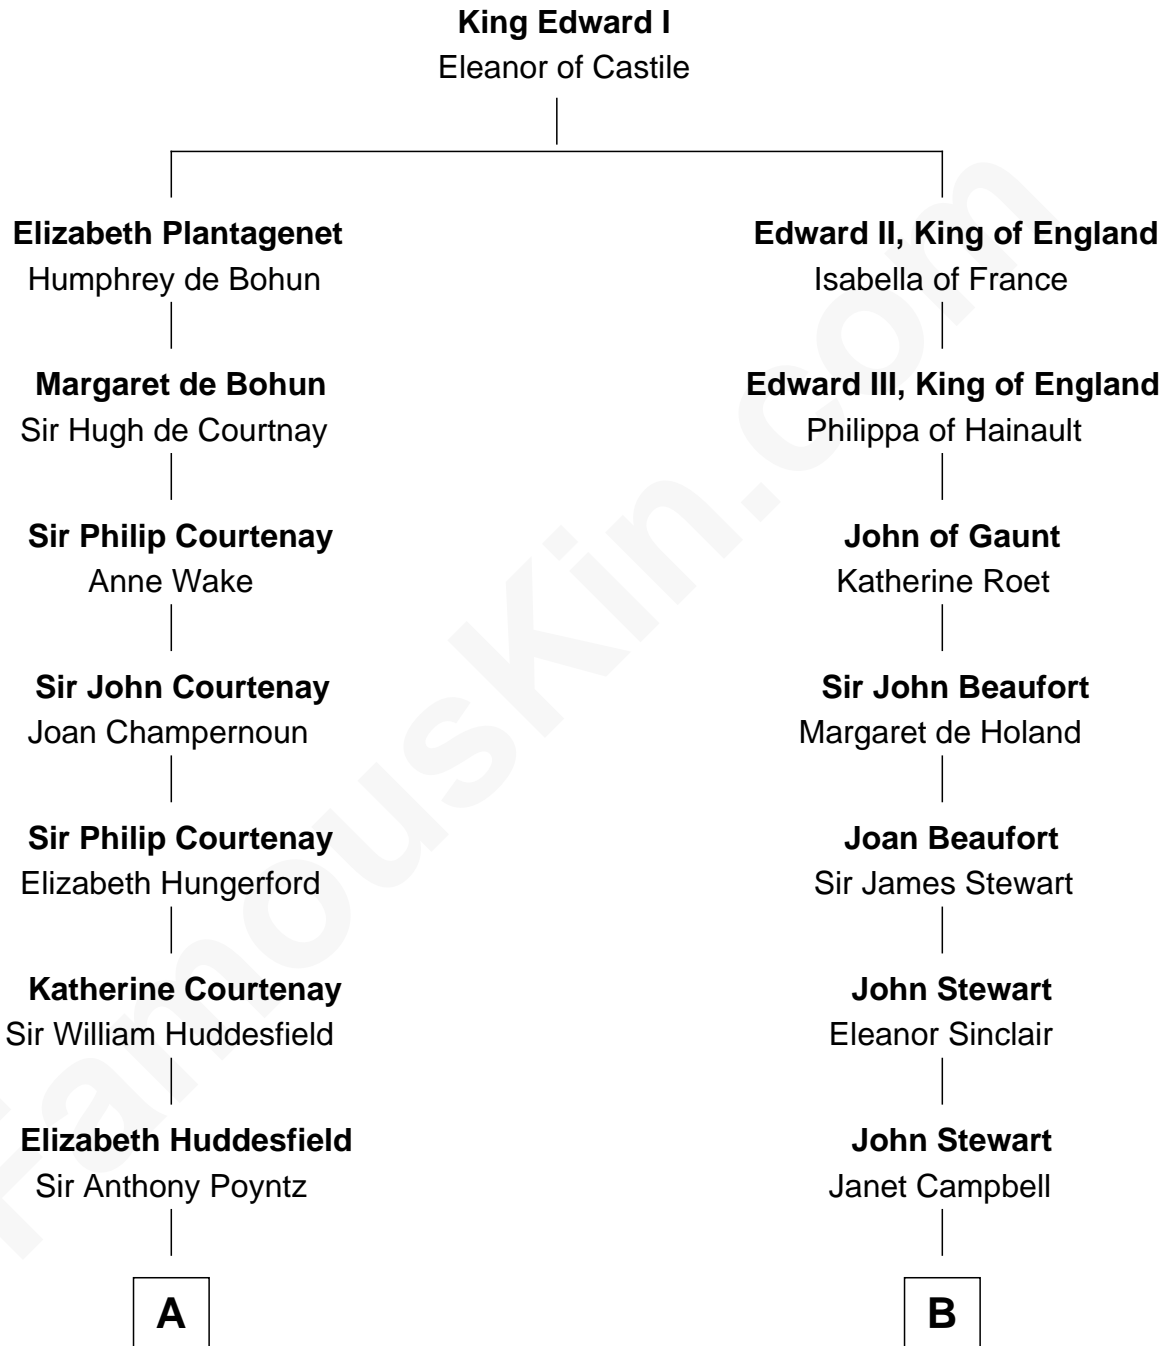 King Edward I
Eleanor of Castile
Elizabeth Plantagenet
Humphrey de Bohun
Edward II, King of England
Isabella of France
Margaret de Bohun
Sir Hugh de Courtnay
Edward III, King of England
Philippa of Hainault
Sir Philip Courtenay
Anne Wake
John of Gaunt
Katherine Roet
Sir John Courtenay
Joan Champernoun
Sir John Beaufort
Margaret de Holand
Sir Philip Courtenay
Elizabeth Hungerford
Joan Beaufort
Sir James Stewart
Katherine Courtenay
Sir William Huddesfield
John Stewart
Eleanor Sinclair
Elizabeth Huddesfield
Sir Anthony Poyntz
John Stewart
Janet Campbell
A
B
FamousKin.com